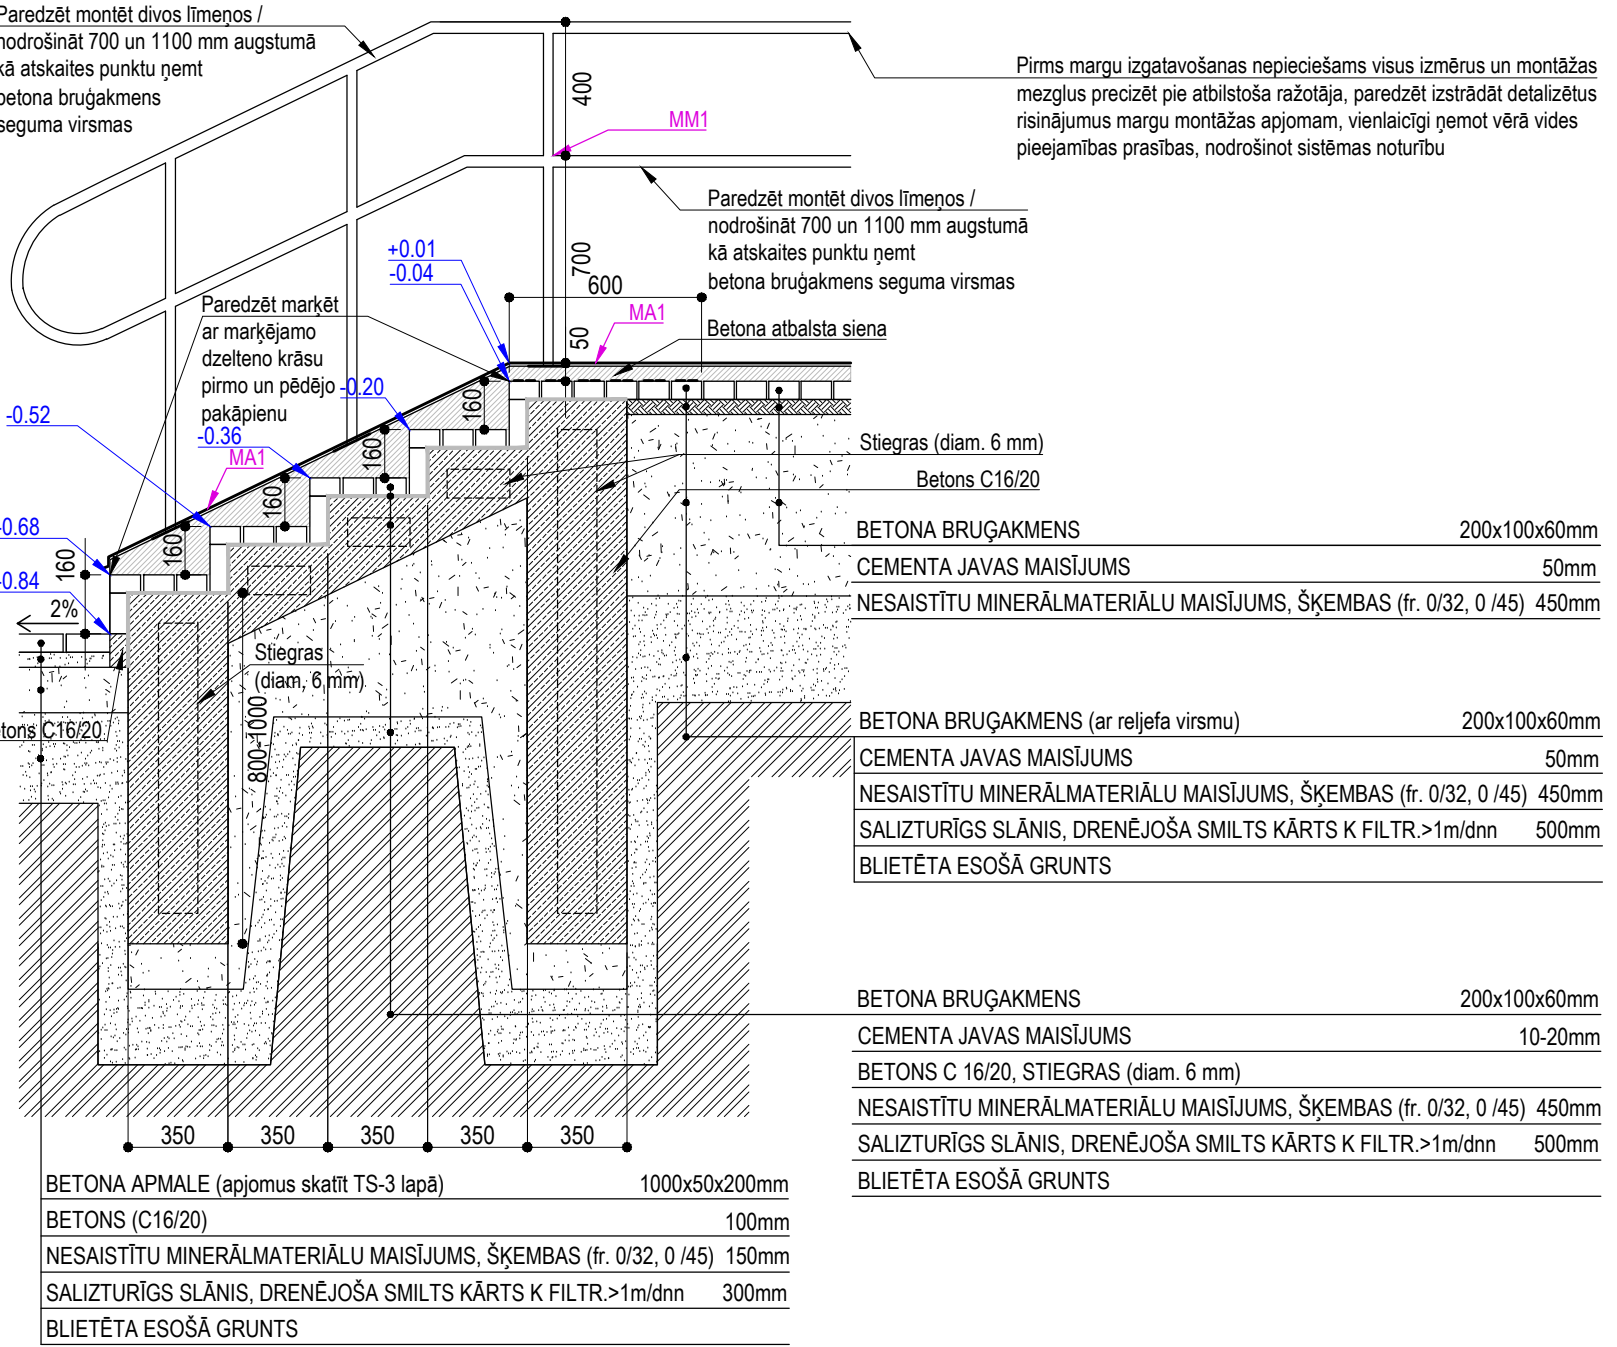 Paredzēt montēt divos līmeņos /
nodrošināt 700 un 1100 mm augstumā
kā atskaites punktu ņemt
betona bruģakmens
seguma virsmas
400
MM1
Pirms margu izgatavošanas nepieciešams visus izmērus un montāžas
mezglus precizēt pie atbilstoša ražotāja, paredzēt izstrādāt detalizētus
risinājumus margu montāžas apjomam, vienlaicīgi ņemot vērā vides
pieejamības prasības, nodrošinot sistēmas noturību
Paredzēt montēt divos līmeņos /
nodrošināt 700 un 1100 mm augstumā
kā atskaites punktu ņemt
betona bruģakmens seguma virsmas
+0.01
-0.04
700
600
50
MA1
Betona atbalsta siena
Paredzēt marķēt
ar marķējamo
dzelteno krāsu
pirmo un pēdējo
pakāpienu
-0.20
-0.36
-0.52
MA1
-0.68
-0.84
160
160
160
160
160
2%
Stiegras (diam. 6 mm)
Betons C16/20
Stiegras
(diam. 6 mm)
800-1000
tons C16/20
BETONA BRUĢAKMENS 200x100x60mm
CEMENTA JAVAS MAISĪJUMS 50mm
NESAISTĪTU MINERĀLMATERIĀLU MAISĪJUMS, ŠĶEMBAS (fr. 0/32, 0 /45) 450mm
BETONA BRUĢAKMENS (ar reljefa virsmu) 200x100x60mm
CEMENTA JAVAS MAISĪJUMS 50mm
NESAISTĪTU MINERĀLMATERIĀLU MAISĪJUMS, ŠĶEMBAS (fr. 0/32, 0 /45) 450mm
SALIZTURĪGS SLĀNIS, DRENĒJOŠA SMILTS KĀRTS K FILTR.>1m/dnn 500mm
BLIETĒTA ESOŠĀ GRUNTS
BETONA BRUĢAKMENS 200x100x60mm
CEMENTA JAVAS MAISĪJUMS 10-20mm
BETONS C 16/20, STIEGRAS (diam. 6 mm)
NESAISTĪTU MINERĀLMATERIĀLU MAISĪJUMS, ŠĶEMBAS (fr. 0/32, 0 /45) 450mm
SALIZTURĪGS SLĀNIS, DRENĒJOŠA SMILTS KĀRTS K FILTR.>1m/dnn 500mm
BLIETĒTA ESOŠĀ GRUNTS
350 350 350 350 350
BETONA APMALE (apjomus skatīt TS-3 lapā) 1000x50x200mm
BETONS (C16/20) 100mm
NESAISTĪTU MINERĀLMATERIĀLU MAISĪJUMS, ŠĶEMBAS (fr. 0/32, 0 /45) 150mm
SALIZTURĪGS SLĀNIS, DRENĒJOŠA SMILTS KĀRTS K FILTR.>1m/dnn 300mm
BLIETĒTA ESOŠĀ GRUNTS